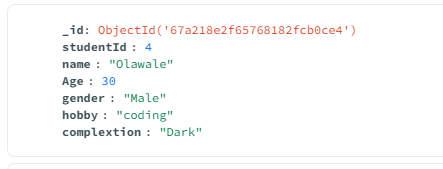 _id: ObjectId('67a218e2f65768182fcb0ce4')
studentId : 4
name : "Olawale"
Age : 30
gender : "Male"
hobby : "coding"
complextion : "Dark"